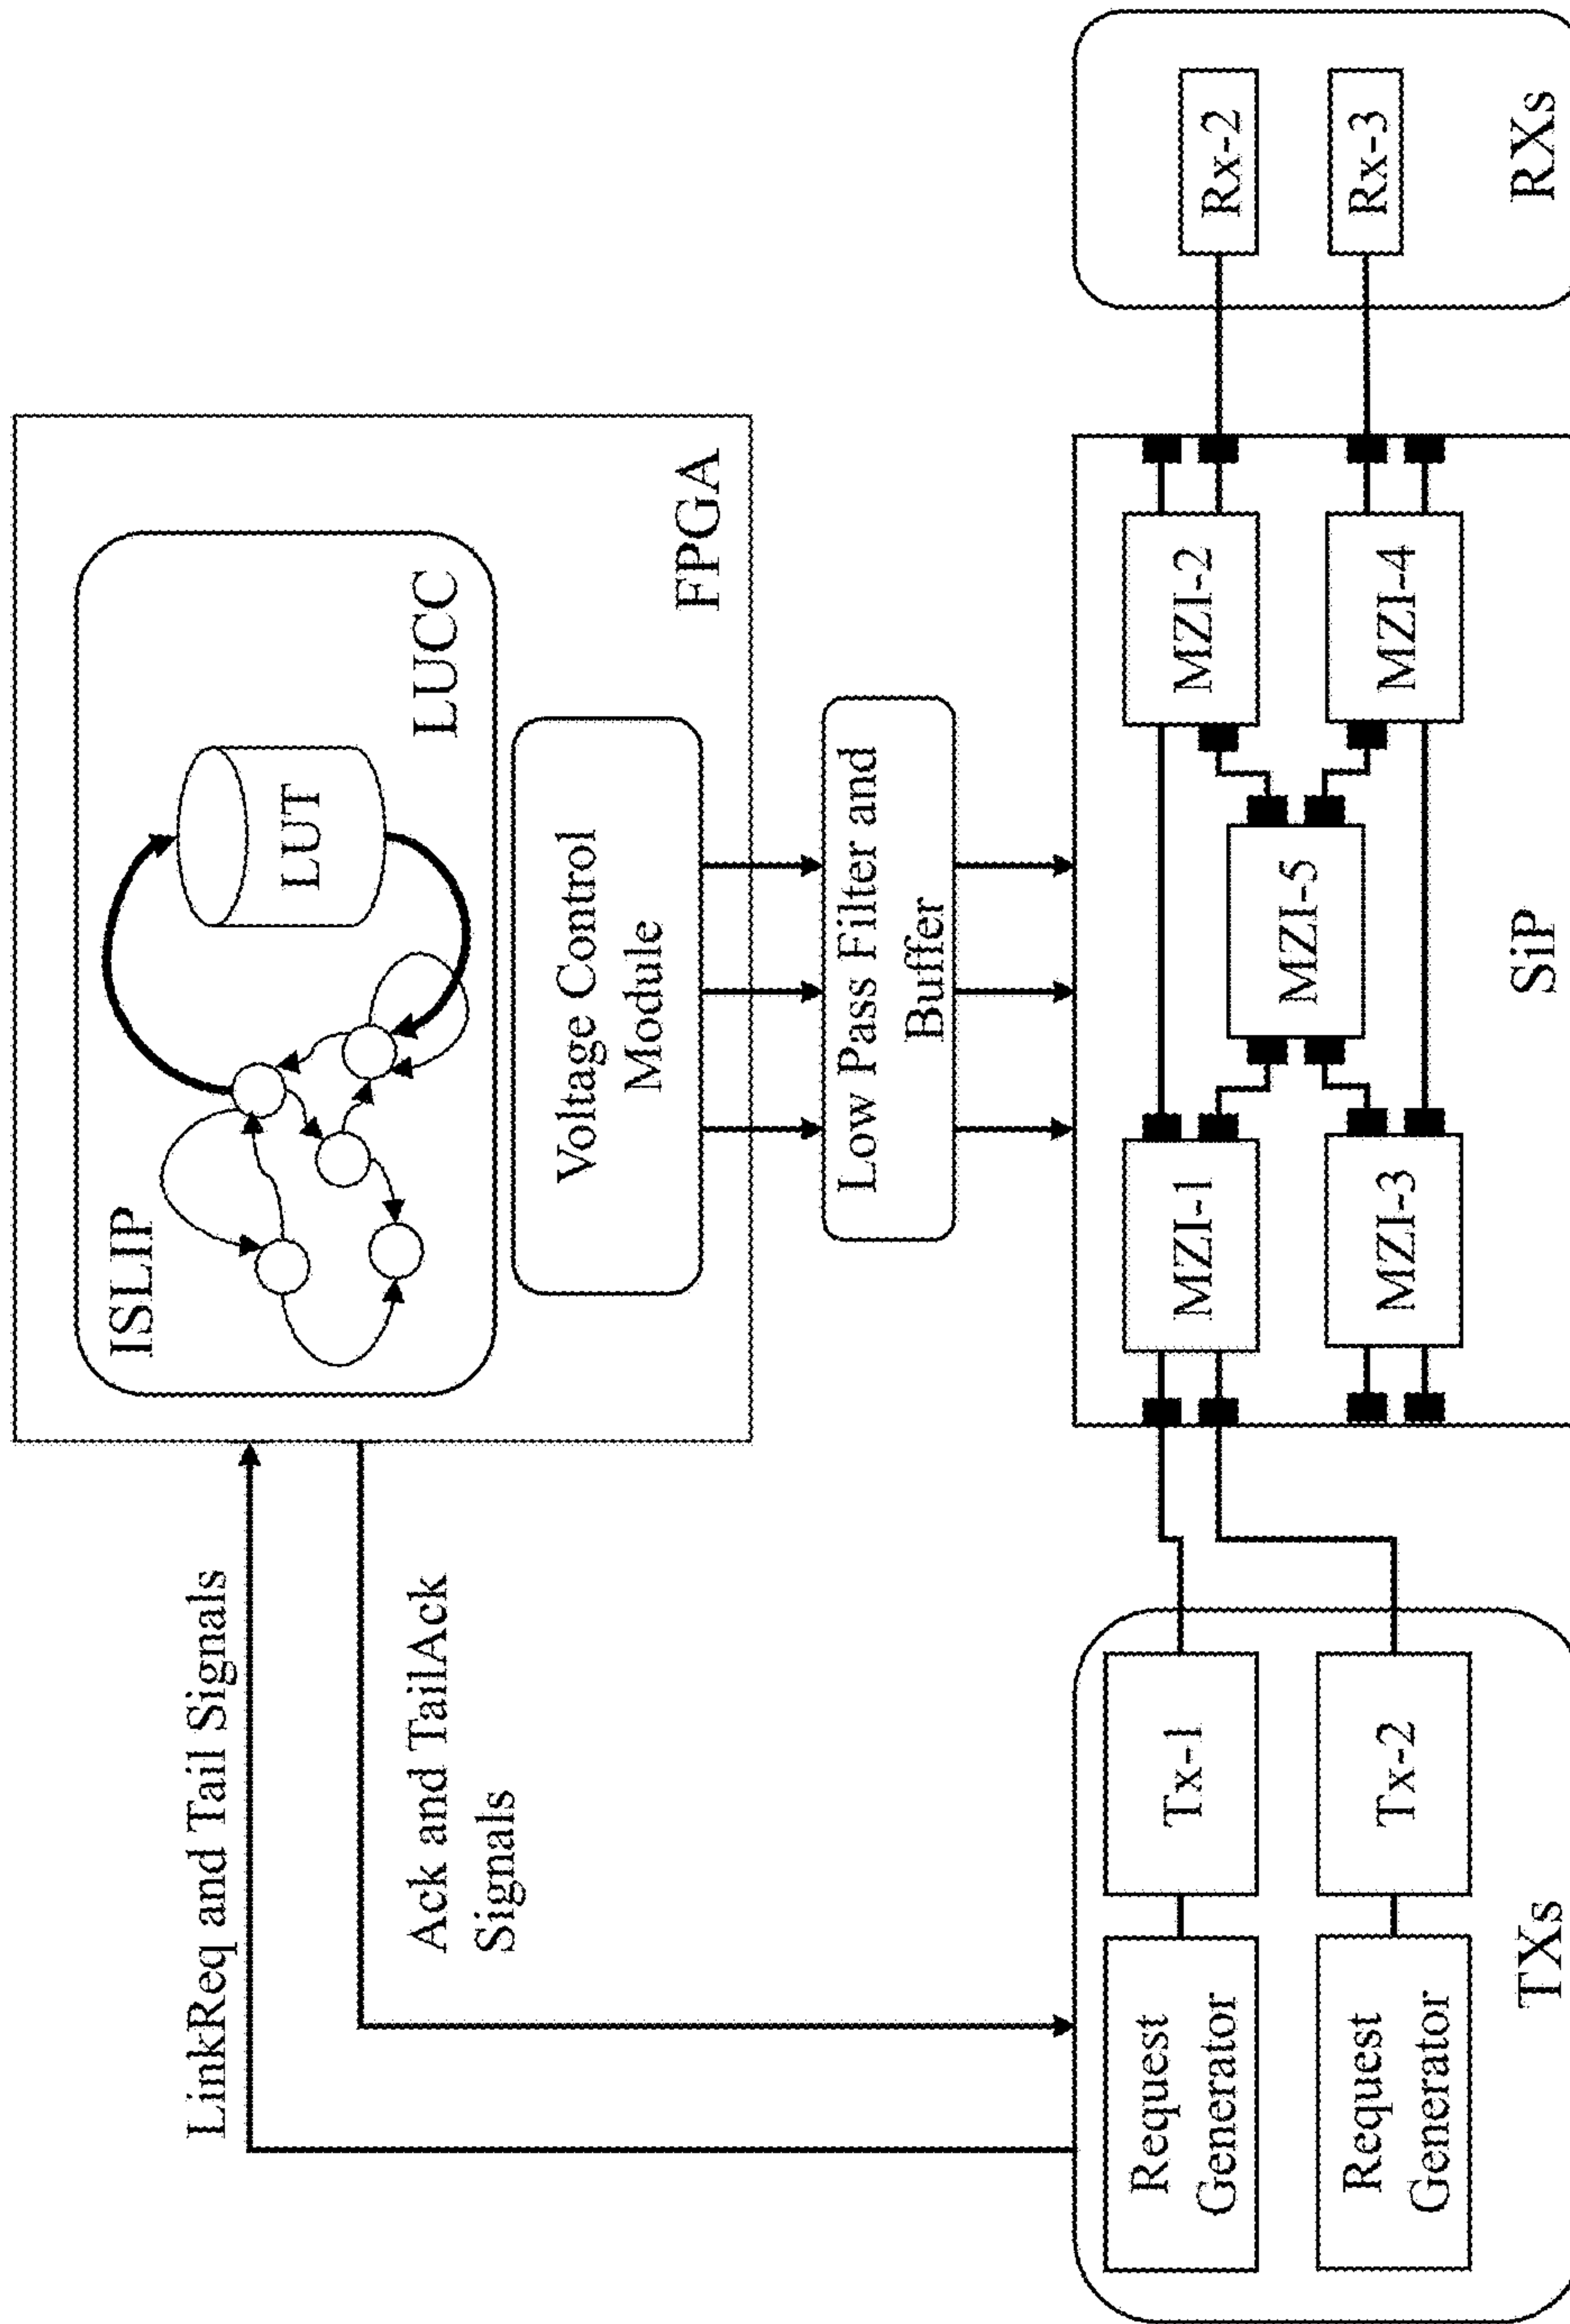 ISLIP
LUT
LUCC
Voltage Control
Module
FPGA
LinkReq and Tail Signals
Ack and TailAck
Signals
Low Pass Filter and
Buffer
Request
Generator
Tx-1
Request
Generator
Tx-2
TXs
MZI-1
MZI-2
MZI-5
MZI-3
MZI-4
SiP
Rx-2
Rx-3
RXs